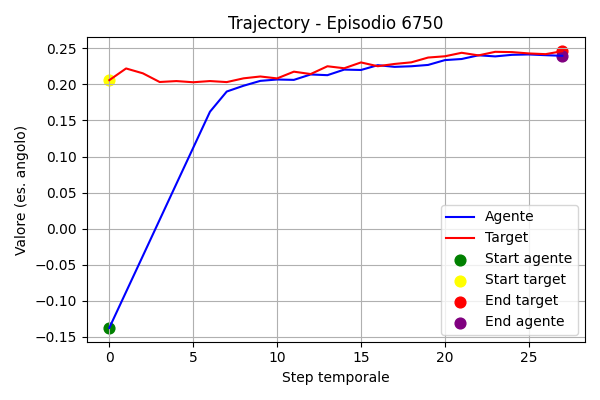 Trajectory - Episodio 6750
Valore (es. angolo)
0.25
0.20
0.15
0.10
0.05
0.00
−0.05
−0.10
−0.15
Agente
Target
Start agente
Start target
End target
End agente
0 5 10 15 20 25
Step temporale